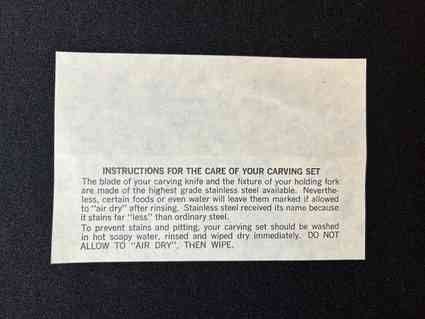 INSTRUCTIONS FOR THE CARE OF YOUR CARVING SET
The blade of your carving knife and the fixture of your holding fork
are made of the highest grade stainless steel available. Neverthe-
less, certain foods or even water will leave them marked if allowed
to "air dry" after rinsing. Stainless steel received its name because
it stains far "less" than ordinary steel.
To prevent stains and pitting, your carving set should be washed
in hot soapy water, rinsed and wiped dry immediately. DO NOT
ALLOW TO "AIR DRY", THEN WIPE.